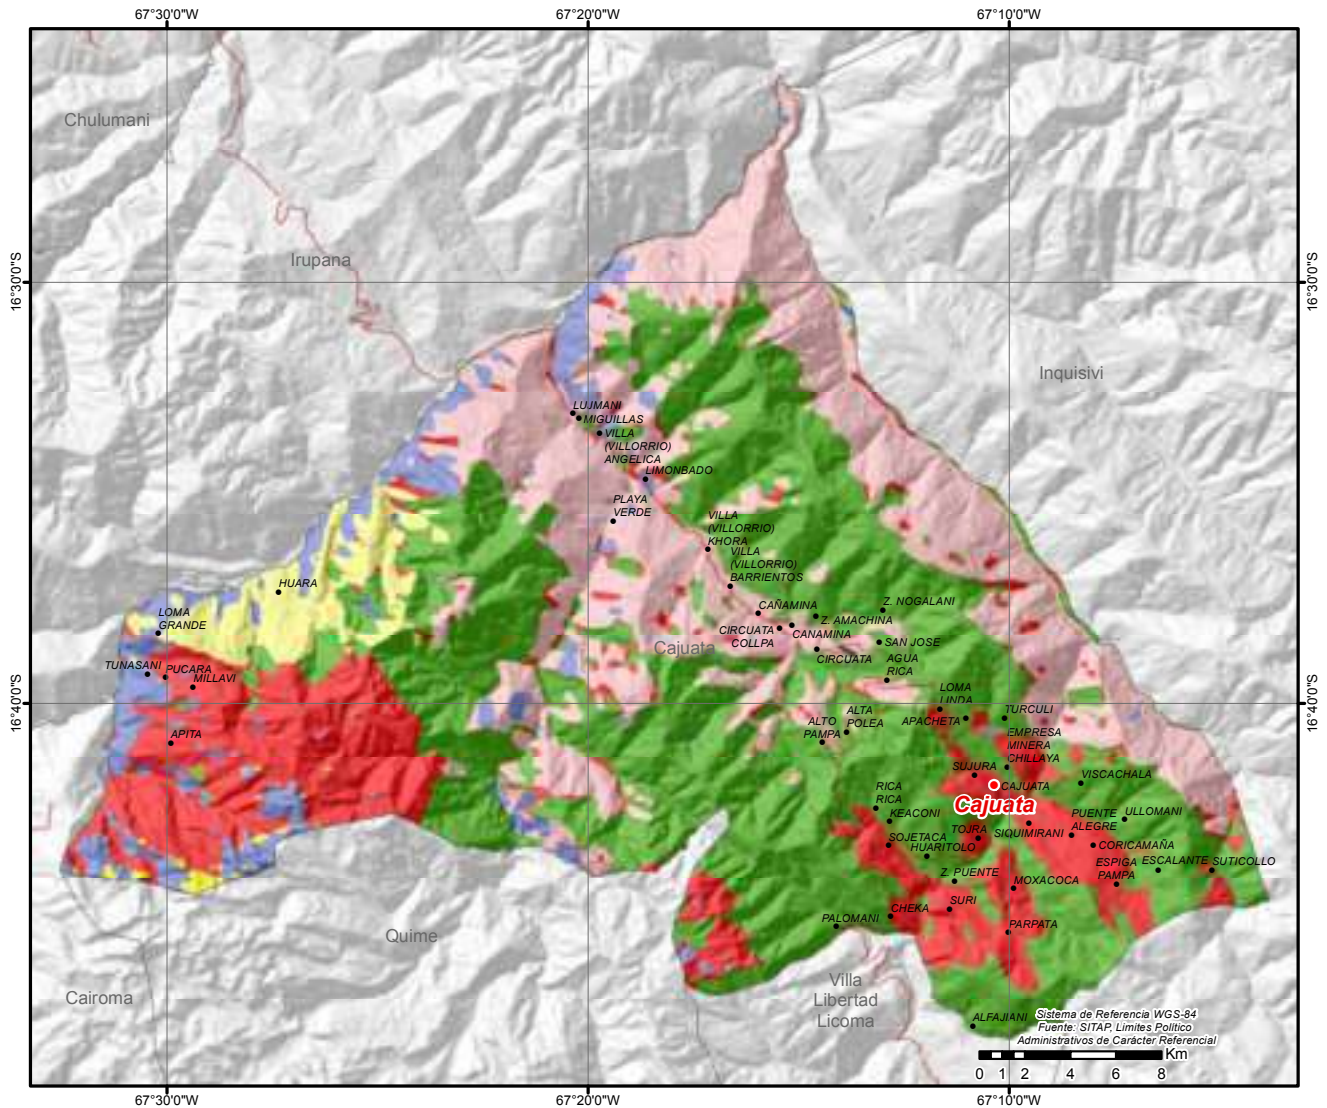 67°30'0"W
67°20'0"W
67°10'0"W
Chulumani
Irupana
16°30'0"S
16°30'0"S
Inquisivi
LUJMANI
MIGUILLAS
VILLA
(VILLORRIO)
ANGELICA
LIMONBADO
PLAYA
VERDE
VILLA
(VILLORRIO)
KHORA
VILLA
(VILLORRIO)
BARRIENTOS
HUARA
LOMA
GRANDE
CAÑAMINA
Z. NOGALANI
Z. AMACHINA
CIRCUATA
COLLPA
CANAMINA
SAN JOSE
Cajuata
CIRCUATA
AGUA
RICA
TUNASANI
PUCARA
MILLAVI
16°40'0"S
16°40'0"S
LOMA
LINDA
ALTA
POLEA
ALTO
PAMPA
APACHETA
TURCULI
APITA
EMPRESA
MINERA
CHILLAYA
SUJURA
VISCACHALA
CAJUATA
Cajuata
RICA
RICA
KEACONI
PUENTE
ALEGRE
ULLOMANI
TOJRA
SIQUIMIRANI
SOJETACA
HUARITOLO
CORICAMAÑA
ESPIGA
PAMPA
ESCALANTE
SUTICOLLO
Z. PUENTE
MOXACOCA
SURI
CHEKA
PALOMANI
PARPATA
Quime
Cairoma
Villa
Libertad
Licoma
ALFAJIANI
Sistema de Referencia WGS-84
Fuente: SITAP, Limites Político
Administrativos de Carácter Referencial
Km
0 1 2 4 6 8
67°30'0"W
67°20'0"W
67°10'0"W